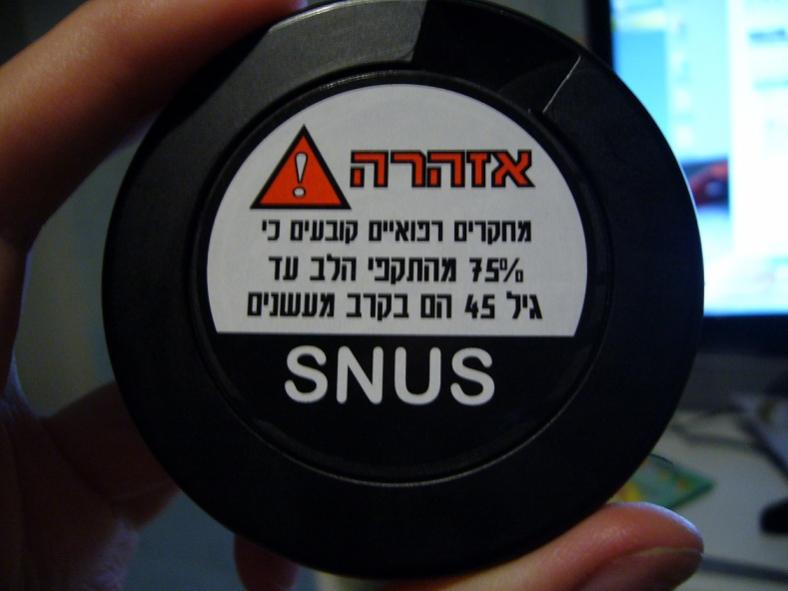 אזהרה
מחקרים רפואיים קובעים כי
75% מהתקפי הלב עד
גיל 45 הם בקרב מעשנים
SNUS